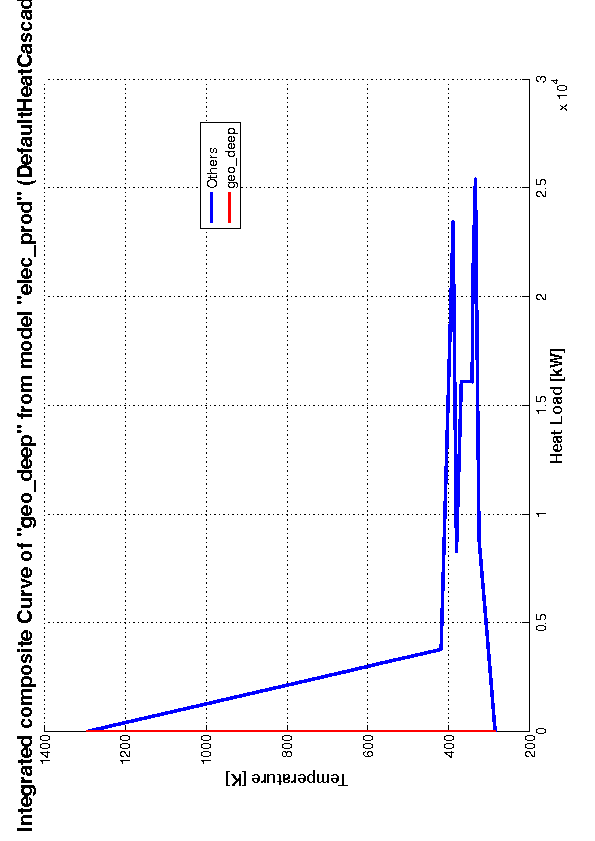 Integrated composite Curve of "geo_deep" from model "elec_prod" (DefaultHeatCascad
Others
geo_deep
1400
1200
1000
800
600
400
200
Temperature [K]
0
0.5
1
1.5
2
2.5
3
x 10^4
Heat Load [kW]